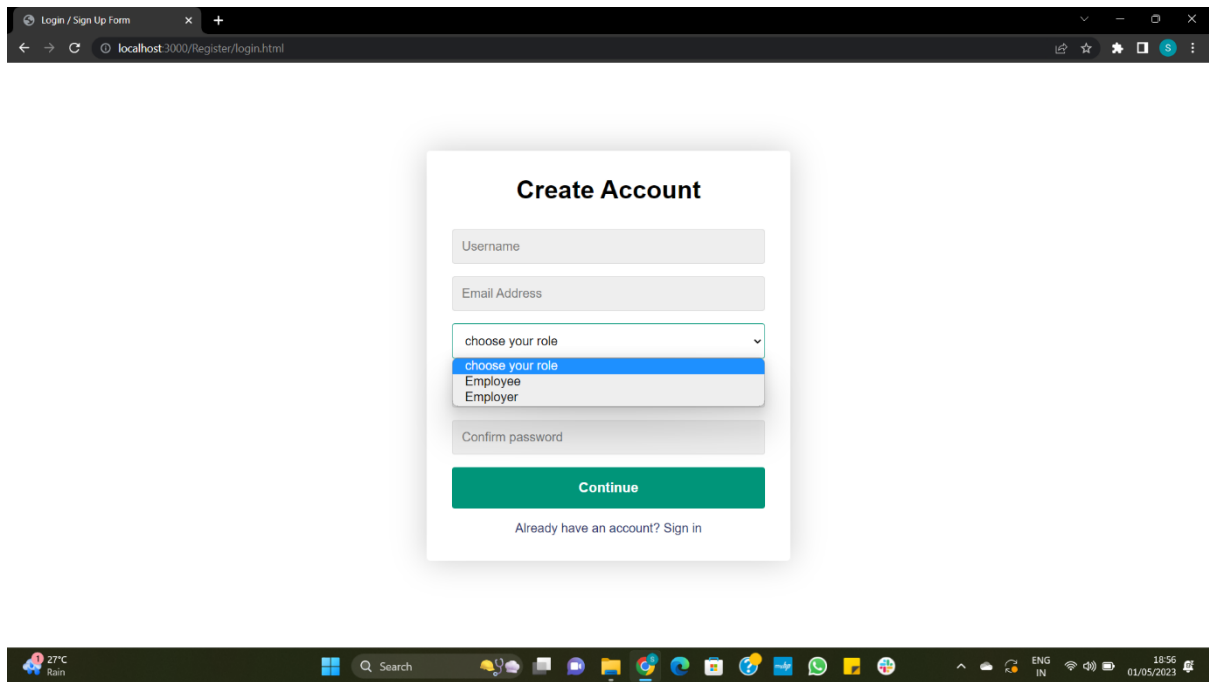 Login / Sign Up Form
localhost:3000/Register/login.html
S
Create Account
Username
Email Address
choose your role
choose your role
Employee
Employer
Confirm password
Continue
Already have an account? Sign in
1
27°C
Rain
Search
ENG
IN
18:56
01/05/2023